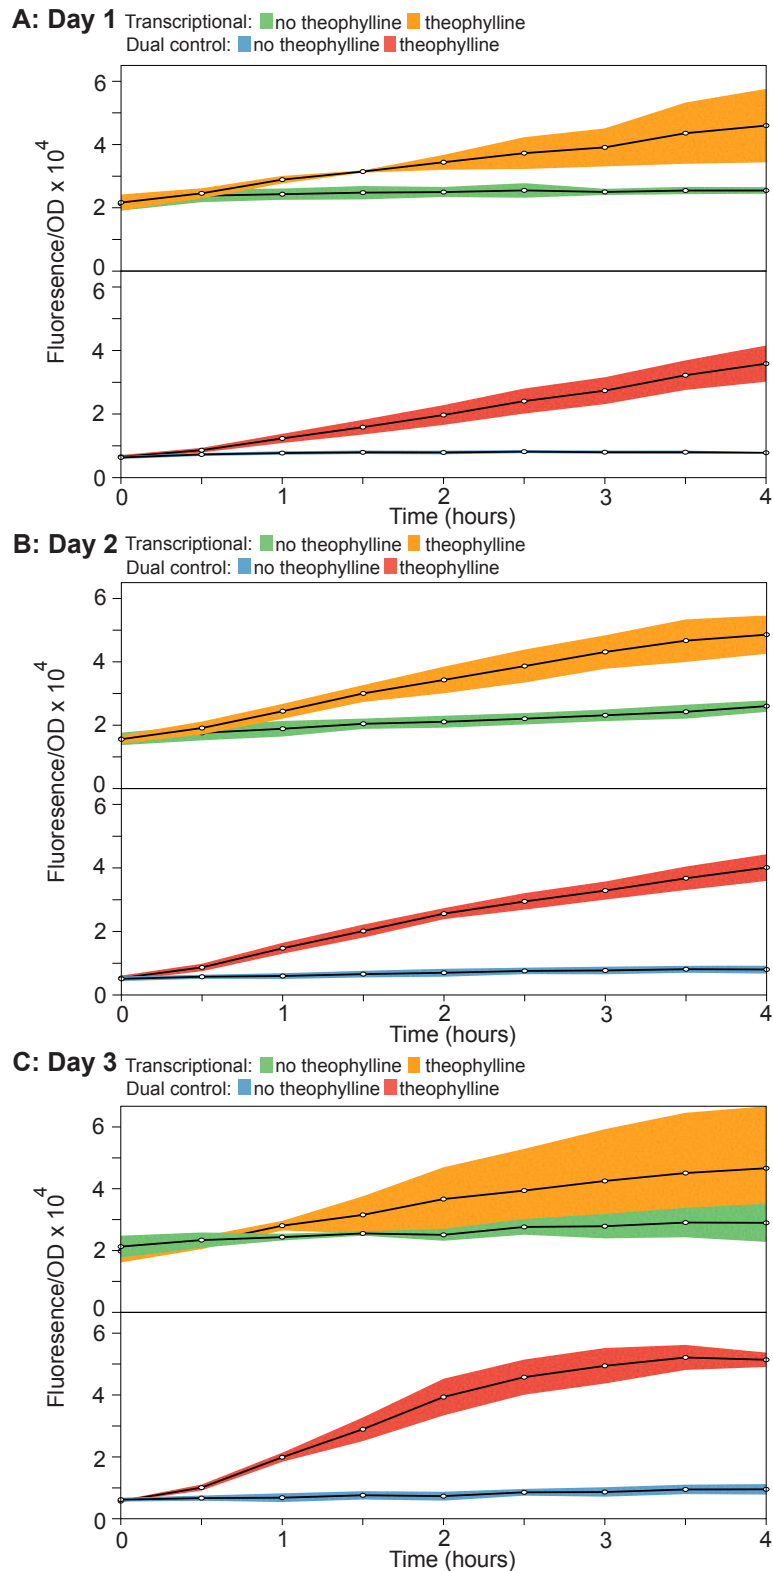 A: Day 1 Transcriptional: no theophylline theophylline
Dual control: no theophylline theophylline
6
4
2
0
Fluoresence/OD x 10^4
6
4
2
0
0 1 2 3 4
Time (hours)
B: Day 2 Transcriptional: no theophylline theophylline
Dual control: no theophylline theophylline
6
4
2
0
Fluoresence/OD x 10^4
6
4
2
0
0 1 2 3 4
Time (hours)
C: Day 3 Transcriptional: no theophylline theophylline
Dual control: no theophylline theophylline
6
4
2
0
Fluoresence/OD x 10^4
6
4
2
0
0 1 2 3 4
Time (hours)